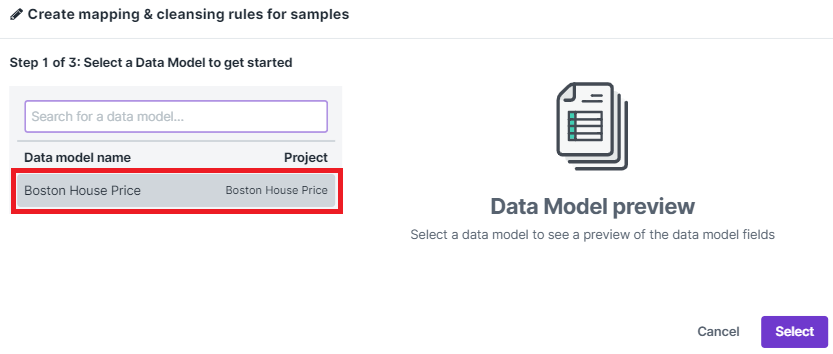 Create mapping & cleansing rules for samples
Step 1 of 3: Select a Data Model to get started
Search for a data model...
Data model name Project
Boston House Price Boston House Price
Data Model preview
Select a data model to see a preview of the data model fields
Cancel Select